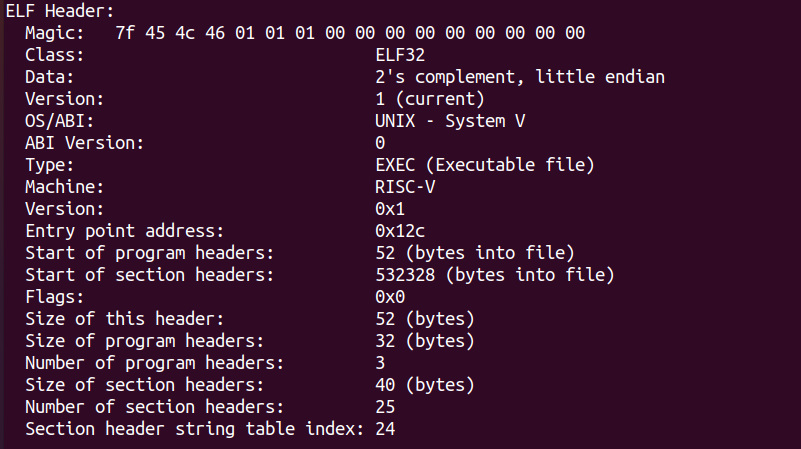 ELF Header:
  Magic:   7f 45 4c 46 01 01 01 00 00 00 00 00 00 00 00 00
  Class:                             ELF32
  Data:                              2's complement, little endian
  Version:                           1 (current)
  OS/ABI:                            UNIX - System V
  ABI Version:                       0
  Type:                              EXEC (Executable file)
  Machine:                           RISC-V
  Version:                           0x1
  Entry point address:               0x12c
  Start of program headers:          52 (bytes into file)
  Start of section headers:          532328 (bytes into file)
  Flags:                             0x0
  Size of this header:               52 (bytes)
  Size of program headers:           32 (bytes)
  Number of program headers:         3
  Size of section headers:           40 (bytes)
  Number of section headers:         25
  Section header string table index: 24